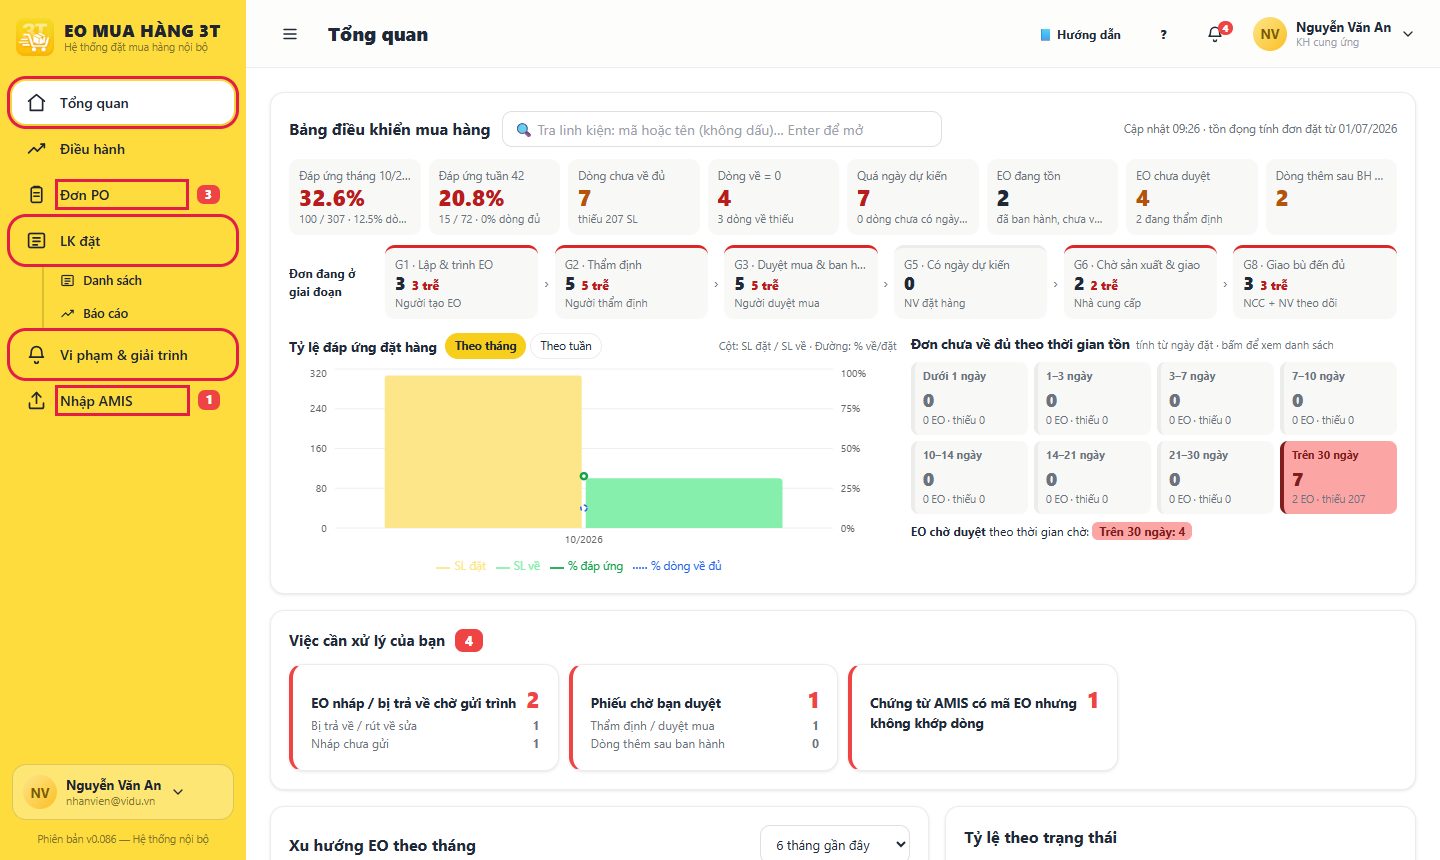 3T
EO MUA HÀNG 3T
Hệ thống đặt mua hàng nội bộ
Tổng quan
Điều hành
Đơn PO
3
LK đặt
Danh sách
Báo cáo
Vi phạm & giải trình
Nhập AMIS
1
NV
Nguyễn Văn An
nhanvien@vidu.vn
Phiên bản v0.086 — Hệ thống nội bộ
Tổng quan
Hướng dẫn
?
4
NV
Nguyễn Văn An
KH cung ứng
Bảng điều khiển mua hàng
Tra linh kiện: mã hoặc tên (không dấu)... Enter để mở
Cập nhật 09:26 · tồn đọng tính đơn đặt từ 01/07/2026
Đáp ứng tháng 10/2...
32.6%
100 / 307 · 12.5% dò...
Đáp ứng tuần 42
20.8%
15 / 72 · 0% dòng đủ
Dòng chưa về đủ
7
thiếu 207 SL
Dòng về = 0
4
3 dòng về thiếu
Quá ngày dự kiến
7
0 dòng chưa có ngày...
EO đang tồn
2
đã ban hành, chưa v...
EO chưa duyệt
4
2 đang thẩm định
Dòng thêm sau BH ...
2
Đơn đang ở
giai đoạn
G1 · Lập & trình EO
3 3 trễ
Người tạo EO
›
G2 · Thẩm định
5 5 trễ
Người thẩm định
›
G3 · Duyệt mua & ban h...
5 5 trễ
Người duyệt mua
›
G5 · Có ngày dự kiến
0
NV đặt hàng
›
G6 · Chờ sản xuất & giao
2 2 trễ
Nhà cung cấp
›
G8 · Giao bù đến đủ
3 3 trễ
NCC + NV theo dõi
Tỷ lệ đáp ứng đặt hàng
Theo tháng
Theo tuần
Cột: SL đặt / SL về · Đường: % về/đặt
320
240
160
80
0
100%
75%
50%
25%
0%
10/2026
SL đặt
SL về
% đáp ứng
% dòng về đủ
Đơn chưa về đủ theo thời gian tồn tính từ ngày đặt · bấm để xem danh sách
Dưới 1 ngày
0
0 EO · thiếu 0
1–3 ngày
0
0 EO · thiếu 0
3–7 ngày
0
0 EO · thiếu 0
7–10 ngày
0
0 EO · thiếu 0
10–14 ngày
0
0 EO · thiếu 0
14–21 ngày
0
0 EO · thiếu 0
21–30 ngày
0
0 EO · thiếu 0
Trên 30 ngày
7
2 EO · thiếu 207
EO chờ duyệt theo thời gian chờ: Trên 30 ngày: 4
Việc cần xử lý của bạn 4
EO nháp / bị trả về chờ gửi trình 2
Bị trả về / rút về sửa 1
Nháp chưa gửi 1
Phiếu chờ bạn duyệt 1
Thẩm định / duyệt mua 1
Dòng thêm sau ban hành 0
Chứng từ AMIS có mã EO nhưng 1
không khớp dòng
Xu hướng EO theo tháng
6 tháng gần đây
Tỷ lệ theo trạng thái